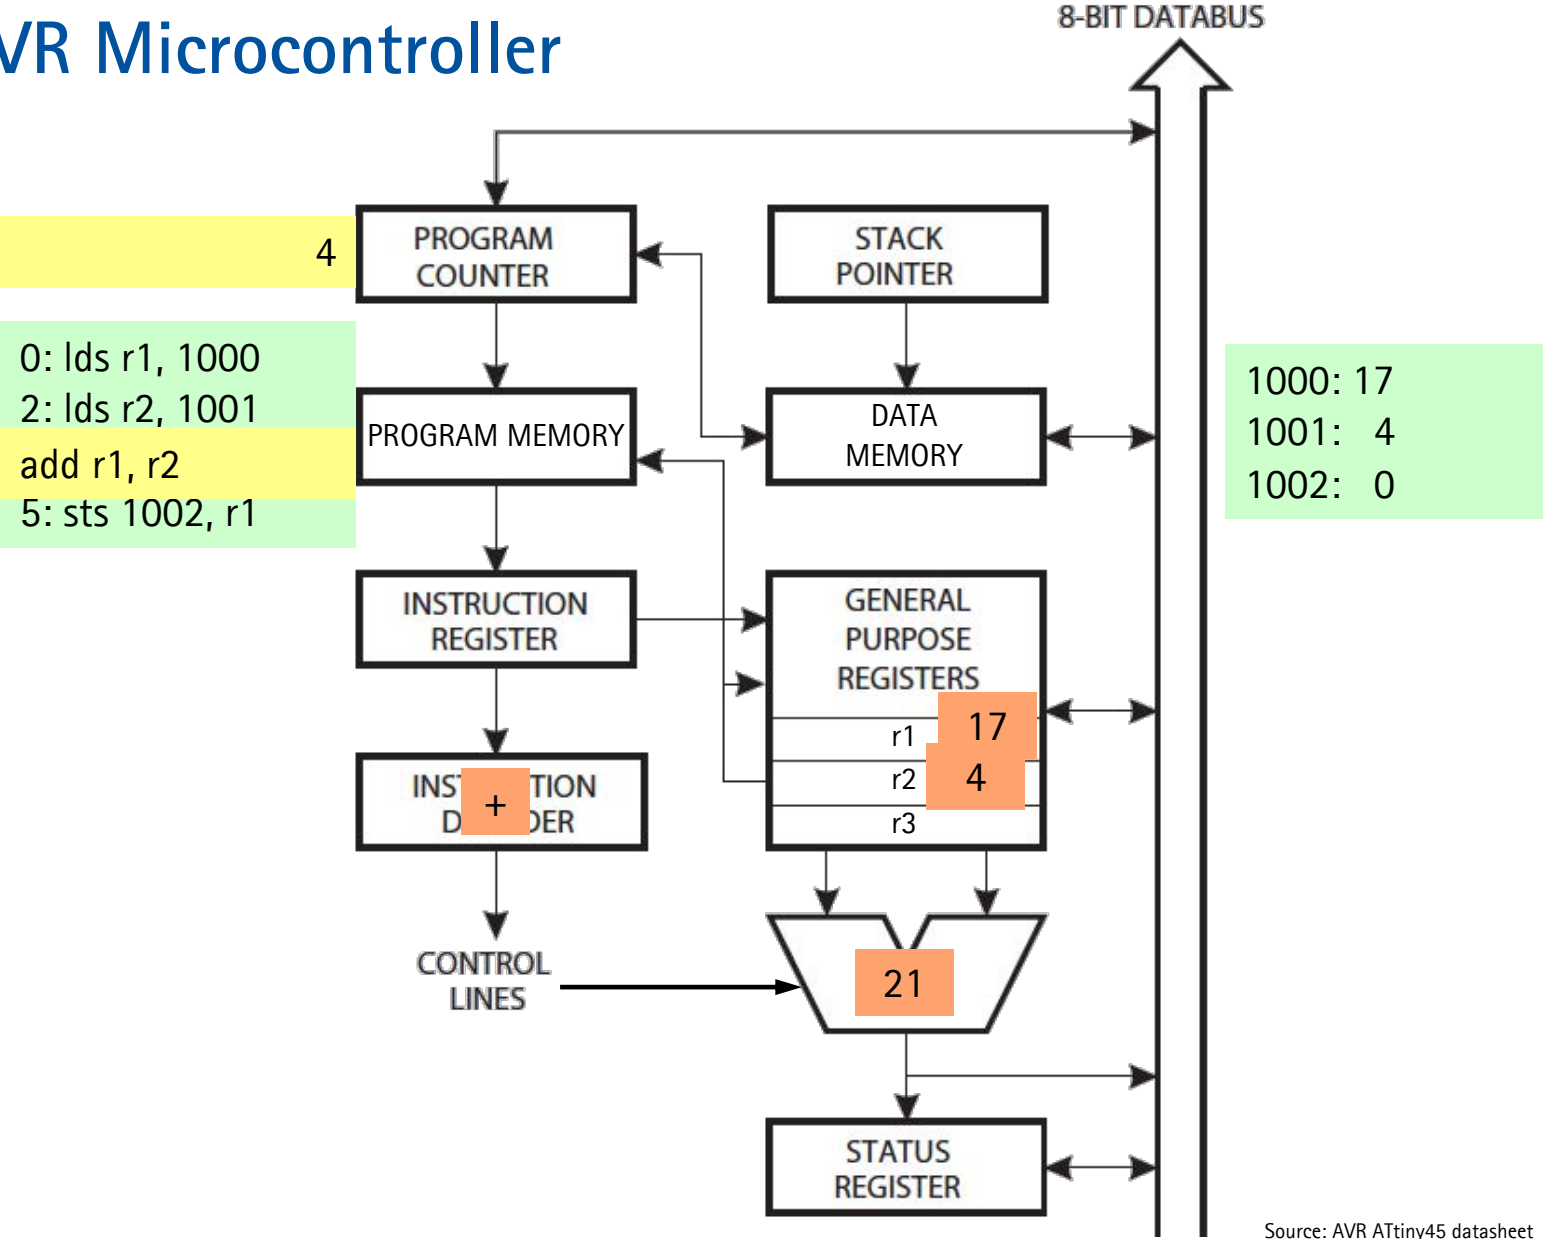 VR Microcontroller
8-BIT DATABUS
4
PROGRAM
COUNTER
STACK
POINTER
0: lds r1, 1000
2: lds r2, 1001
add r1, r2
5: sts 1002, r1
PROGRAM MEMORY
DATA
MEMORY
1000: 17
1001: 4
1002: 0
INSTRUCTION
REGISTER
GENERAL
PURPOSE
REGISTERS
r1 17
r2 4
r3
INS + TION
D DER
CONTROL
LINES
21
STATUS
REGISTER
Source: AVR ATtiny45 datasheet